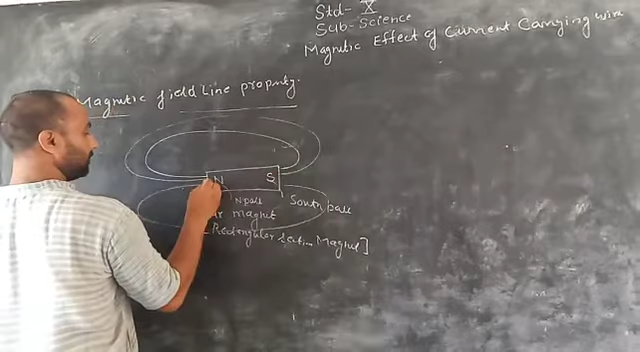 Std- X
Sub-Science
Magnetic Effect of Current Carrying wire
Magnetic field Line property.
N S
N pole South pole
magnet
[Rectangular section Magnet]